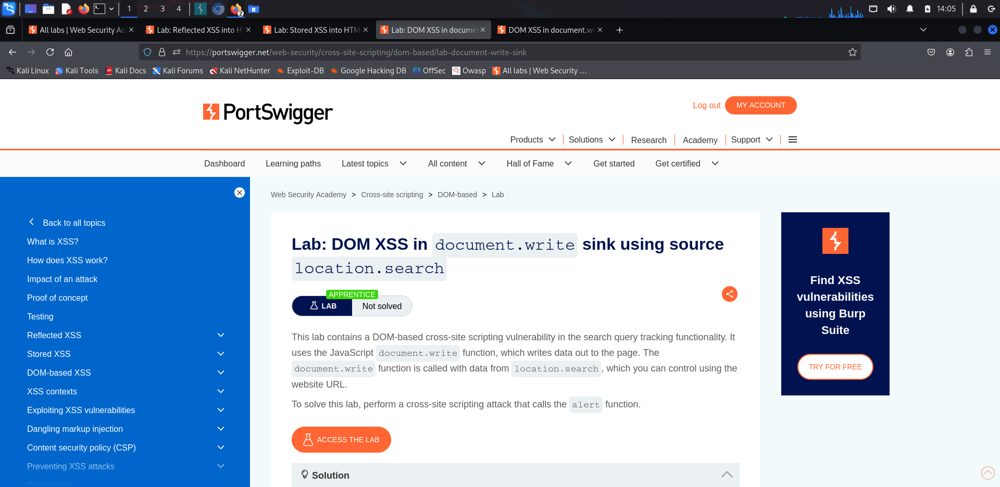 1 2 3 4
2
14:05
All labs | Web Security Ac
Lab: Reflected XSS into HT
Lab: Stored XSS into HTM
Lab: DOM XSS in docume
DOM XSS in document.wr
https://portswigger.net/web-security/cross-site-scripting/dom-based/lab-document-write-sink
Kali Linux Kali Tools Kali Docs Kali Forums Kali NetHunter Exploit-DB Google Hacking DB OffSec Owasp All labs | Web Security ...
PortSwigger
Log out MY ACCOUNT
Products Solutions Research Academy Support
Dashboard Learning paths Latest topics All content Hall of Fame Get started Get certified
Back to all topics
What is XSS?
How does XSS work?
Impact of an attack
Proof of concept
Testing
Reflected XSS
Stored XSS
DOM-based XSS
XSS contexts
Exploiting XSS vulnerabilities
Dangling markup injection
Content security policy (CSP)
Preventing XSS attacks
Cheat sheet
Web Security Academy > Cross-site scripting > DOM-based > Lab
Lab: DOM XSS in document.write sink using source
location.search
APPRENTICE
LAB Not solved
This lab contains a DOM-based cross-site scripting vulnerability in the search query tracking functionality. It
uses the JavaScript document.write function, which writes data out to the page. The
document.write function is called with data from location.search, which you can control using the
website URL.
To solve this lab, perform a cross-site scripting attack that calls the alert function.
ACCESS THE LAB
Solution
Find XSS
vulnerabilities
using Burp
Suite
TRY FOR FREE